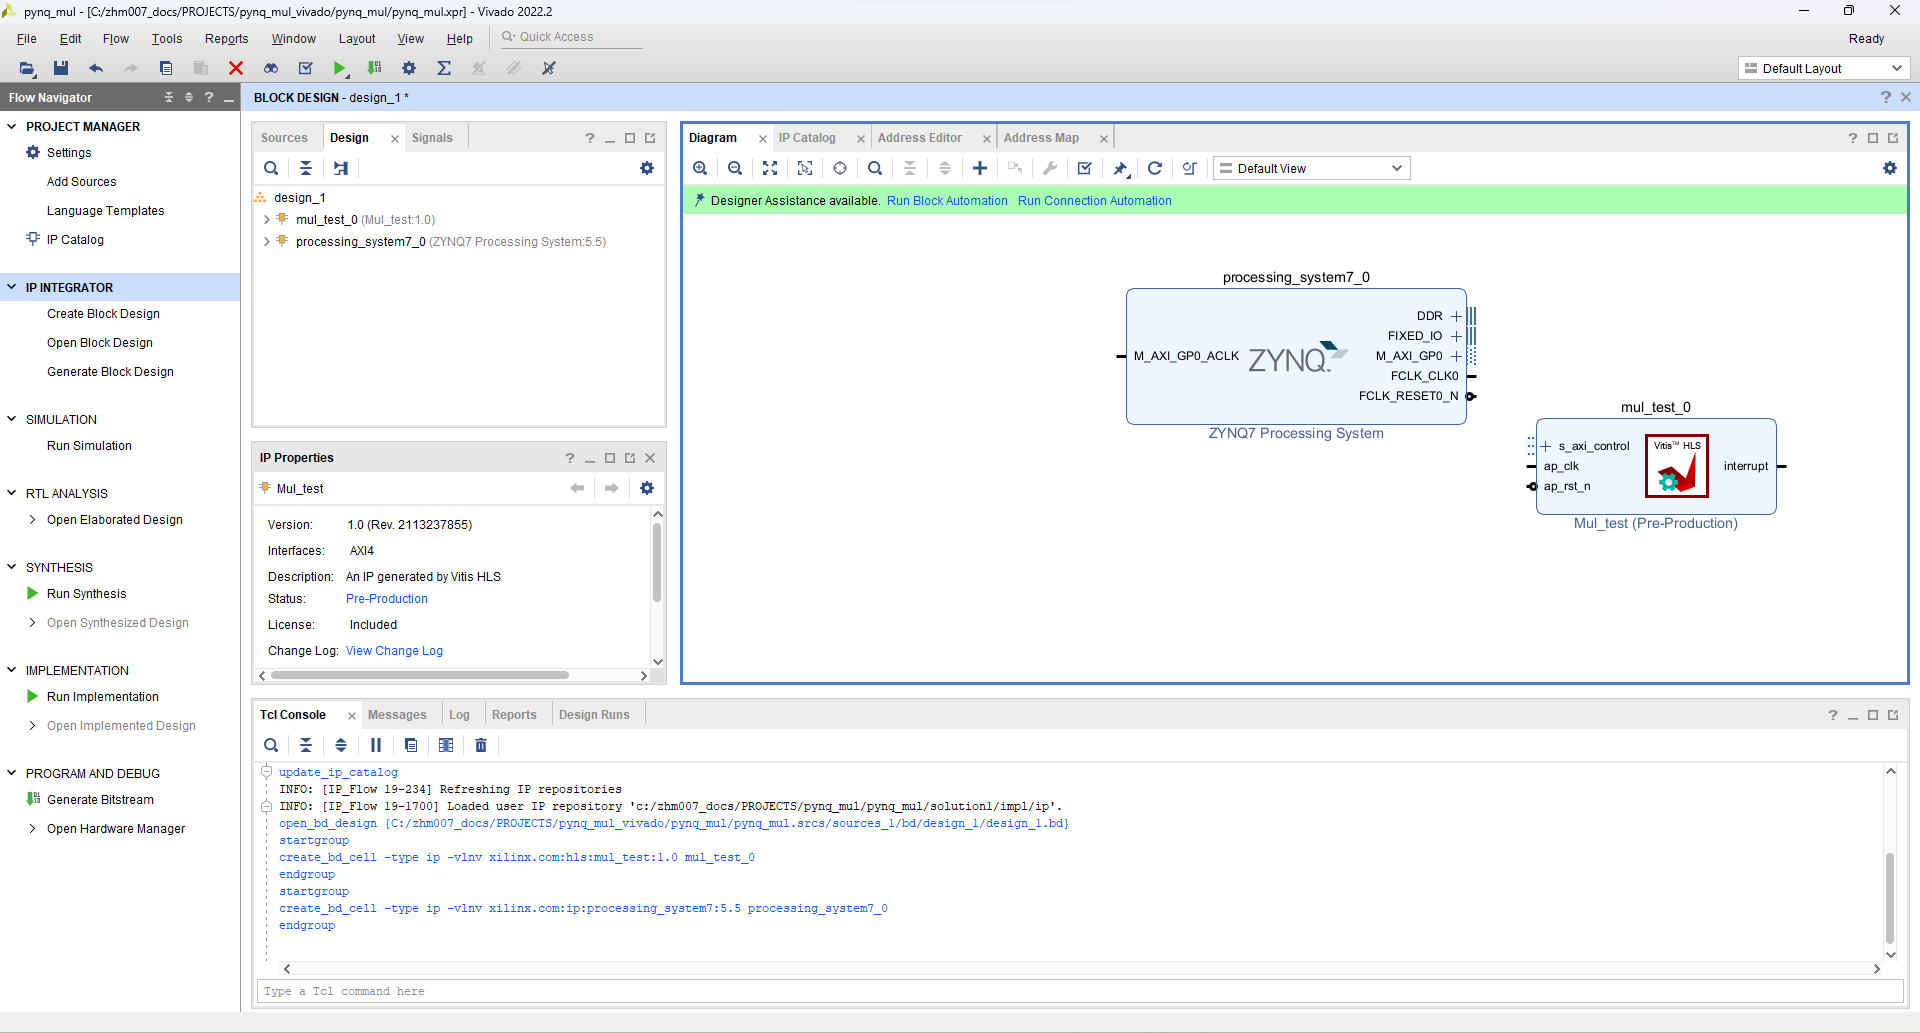 pynq_mul - [C:/zhm007_docs/PROJECTS/pynq_mul_vivado/pynq_mul/pynq_mul.xpr] - Vivado 2022.2
File Edit Flow Tools Reports Window Layout View Help Quick Access Ready
Default Layout
Flow Navigator
BLOCK DESIGN - design_1 *
PROJECT MANAGER
Settings
Add Sources
Language Templates
IP Catalog
IP INTEGRATOR
Create Block Design
Open Block Design
Generate Block Design
SIMULATION
Run Simulation
RTL ANALYSIS
Open Elaborated Design
SYNTHESIS
Run Synthesis
Open Synthesized Design
IMPLEMENTATION
Run Implementation
Open Implemented Design
PROGRAM AND DEBUG
Generate Bitstream
Open Hardware Manager
Sources Design Signals
design_1
mul_test_0 (Mul_test:1.0)
processing_system7_0 (ZYNQ7 Processing System:5.5)
IP Properties
Mul_test
Version: 1.0 (Rev. 2113237855)
Interfaces: AXI4
Description: An IP generated by Vitis HLS
Status: Pre-Production
License: Included
Change Log: View Change Log
Diagram IP Catalog Address Editor Address Map
Default View
Designer Assistance available. Run Block Automation Run Connection Automation
processing_system7_0
DDR
FIXED_IO
M_AXI_GP0_ACLK ZYNQ M_AXI_GP0
FCLK_CLK0
FCLK_RESET0_N
ZYNQ7 Processing System
mul_test_0
s_axi_control Vitis™ HLS
ap_clk interrupt
ap_rst_n
Mul_test (Pre-Production)
Tcl Console Messages Log Reports Design Runs
update_ip_catalog
INFO: [IP_Flow 19-234] Refreshing IP repositories
INFO: [IP_Flow 19-1700] Loaded user IP repository 'c:/zhm007_docs/PROJECTS/pynq_mul/pynq_mul/solution1/impl/ip'.
open_bd_design {C:/zhm007_docs/PROJECTS/pynq_mul_vivado/pynq_mul/pynq_mul.srcs/sources_1/bd/design_1/design_1.bd}
startgroup
create_bd_cell -type ip -vlnv xilinx.com:hls:mul_test:1.0 mul_test_0
endgroup
startgroup
create_bd_cell -type ip -vlnv xilinx.com:ip:processing_system7:5.5 processing_system7_0
endgroup
Type a Tcl command here